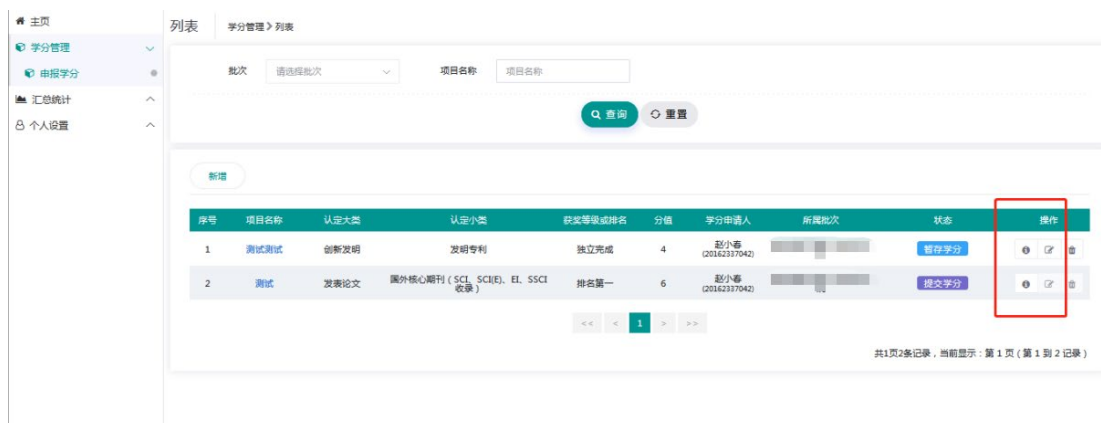 主页
学分管理
申报学分
汇总统计
个人设置
列表 学分管理 > 列表
批次 请选择批次 项目名称 项目名称
查询 重置
新增
序号 项目名称 认定大类 认定小类 获奖等级或排名 分值 学分申请人 所属批次 状态 操作
1 测试测试 创新发明 发明专利 独立完成 4 赵小春 (20162337042) 暂存学分
2 测试 发表论文 国外核心期刊 ( SCI、SCI(E)、EI、SSCI 收录 ) 排名第一 6 赵小春 (20162337042) 提交学分
<< < 1 > >>
共1页2条记录，当前显示：第 1 页 ( 第 1 到 2 记录 )